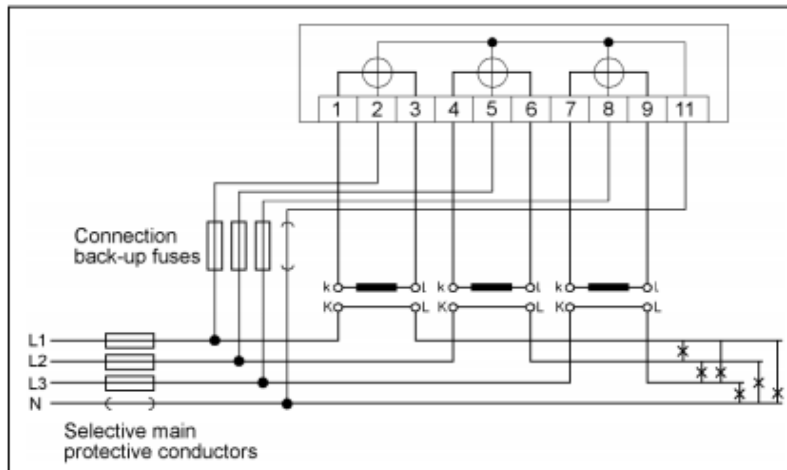 1 2 3 4 5 6 7 8 9 11
Connection
back-up fuses
k l k l k l
K L K L K L
L1
L2
L3
N
Selective main
protective conductors